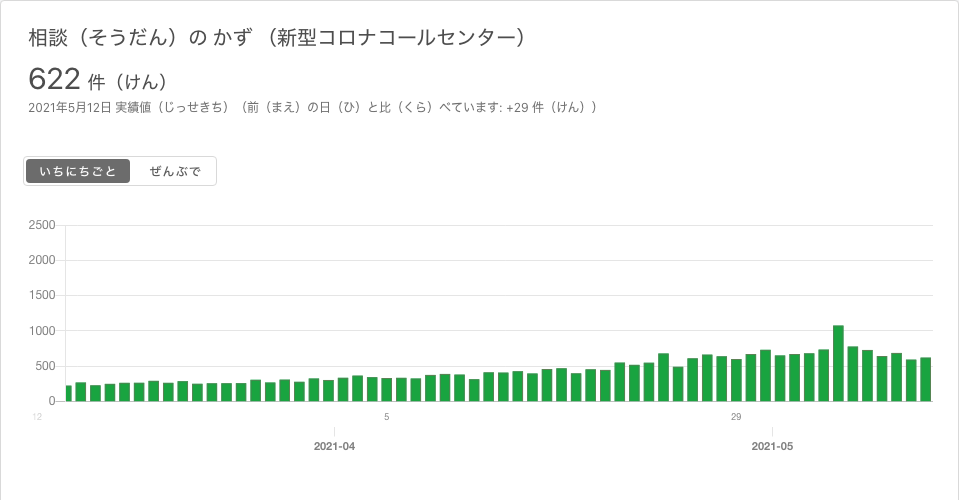 相談（そうだん）の かず （新型コロナコールセンター）
622 件（けん）
2021年5月12日 実績値（じっせきち）（前（まえ）の日（ひ）と比（くら）べています: +29 件（けん））
いちにちごと ぜんぶで
2500
2000
1500
1000
500
0
12 5 29
2021-04 2021-05